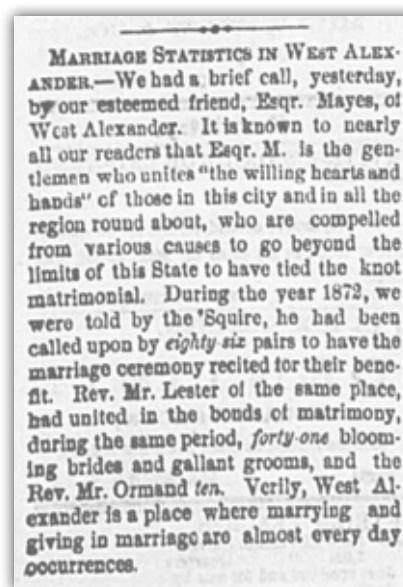 MARRIAGE STATISTICS IN WEST ALEX-
ANDER.—We had a brief call, yesterday,
by our esteemed friend, Esqr. Mayes, of
West Alexander. It is known to nearly
all our readers that Esqr. M. is the gen-
tlemen who unites "the willing hearts and
hands" of those in this city and in all the
region round about, who are compelled
from various causes to go beyond the
limits of this State to have tied the knot
matrimonial. During the year 1872, we
were told by the 'Squire, he had been
called upon by eighty six pairs to have the
marriage ceremony recited for their bene-
fit. Rev. Mr. Lester of the same place,
had united in the bonds of matrimony,
during the same period, forty-one bloom-
ing brides and gallant grooms, and the
Rev. Mr. Ormand ten. Verily, West Al-
exander is a place where marrying and
giving in marriage are almost every day
occurrences.